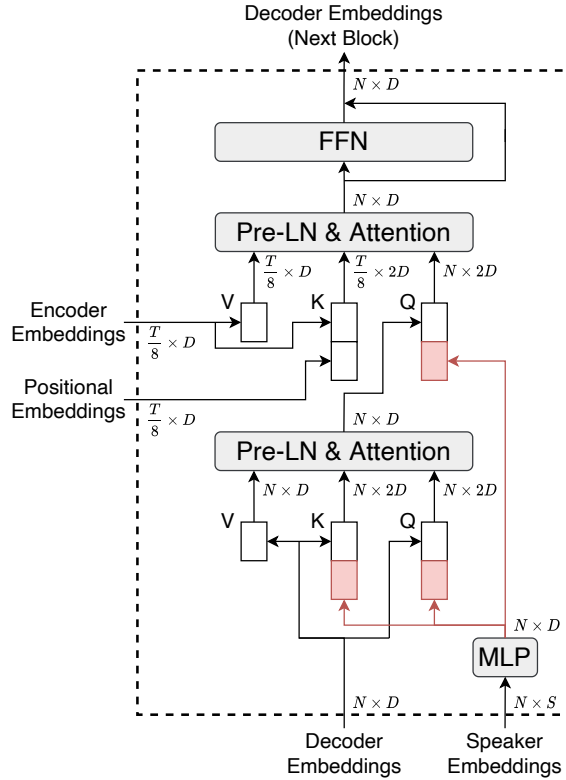 Decoder Embeddings
(Next Block)
N × D
FFN
N × D
Pre-LN & Attention
T/8 × D
T/8 × 2D
N × 2D
V
K
Q
Encoder
Embeddings
T/8 × D
Positional
Embeddings
T/8 × D
N × D
Pre-LN & Attention
N × D
N × 2D
N × 2D
V
K
Q
N × D
MLP
N × D
N × S
Decoder
Embeddings
Speaker
Embeddings